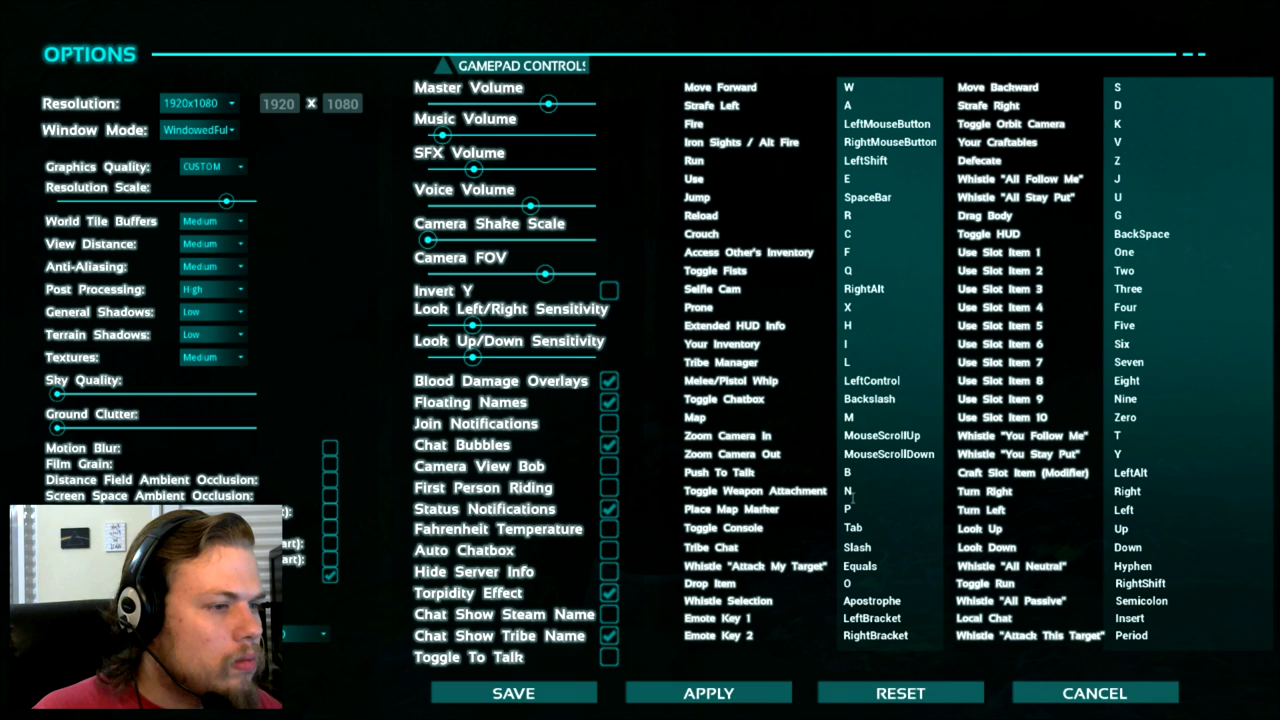 OPTIONS
GAMEPAD CONTROLS
Resolution: 1920x1080 1920 X 1080
Window Mode: WindowedFul
Graphics Quality: CUSTOM
Resolution Scale:
World Tile Buffers Medium
View Distance: Medium
Anti-Aliasing: Medium
Post Processing: High
General Shadows: Low
Terrain Shadows: Low
Textures: Medium
Sky Quality:
Ground Clutter:
Motion Blur:
Film Grain:
Distance Field Ambient Occlusion:
Screen Space Ambient Occlusion:
art):
Master Volume
Music Volume
SFX Volume
Voice Volume
Camera Shake Scale
Camera FOV
Invert Y
Look Left/Right Sensitivity
Look Up/Down Sensitivity
Blood Damage Overlays
Floating Names
Join Notifications
Chat Bubbles
Camera View Bob
First Person Riding
Status Notifications
Fahrenheit Temperature
Auto Chatbox
Hide Server Info
Torpidity Effect
Chat Show Steam Name
Chat Show Tribe Name
Toggle To Talk
Move Forward W
Strafe Left A
Fire LeftMouseButton
Iron Sights / Alt Fire RightMouseButton
Run LeftShift
Use E
Jump SpaceBar
Reload R
Crouch C
Access Other's Inventory F
Toggle Fists Q
Selfie Cam RightAlt
Prone X
Extended HUD Info H
Your Inventory I
Tribe Manager L
Melee/Pistol Whip LeftControl
Toggle Chatbox Backslash
Map M
Zoom Camera In MouseScrollUp
Zoom Camera Out MouseScrollDown
Push To Talk B
Toggle Weapon Attachment N
Place Map Marker P
Toggle Console Tab
Tribe Chat Slash
Whistle "Attack My Target" Equals
Drop Item O
Whistle Selection Apostrophe
Emote Key 1 LeftBracket
Emote Key 2 RightBracket
Move Backward S
Strafe Right D
Toggle Orbit Camera K
Your Craftables V
Defecate Z
Whistle "All Follow Me" J
Whistle "All Stay Put" U
Drag Body G
Toggle HUD BackSpace
Use Slot Item 1 One
Use Slot Item 2 Two
Use Slot Item 3 Three
Use Slot Item 4 Four
Use Slot Item 5 Five
Use Slot Item 6 Six
Use Slot Item 7 Seven
Use Slot Item 8 Eight
Use Slot Item 9 Nine
Use Slot Item 10 Zero
Whistle "You Follow Me" T
Whistle "You Stay Put" Y
Craft Slot Item (Modifier) LeftAlt
Turn Right Right
Turn Left Left
Look Up Up
Look Down Down
Whistle "All Neutral" Hyphen
Toggle Run RightShift
Whistle "All Passive" Semicolon
Local Chat Insert
Whistle "Attack This Target" Period
SAVE
APPLY
RESET
CANCEL